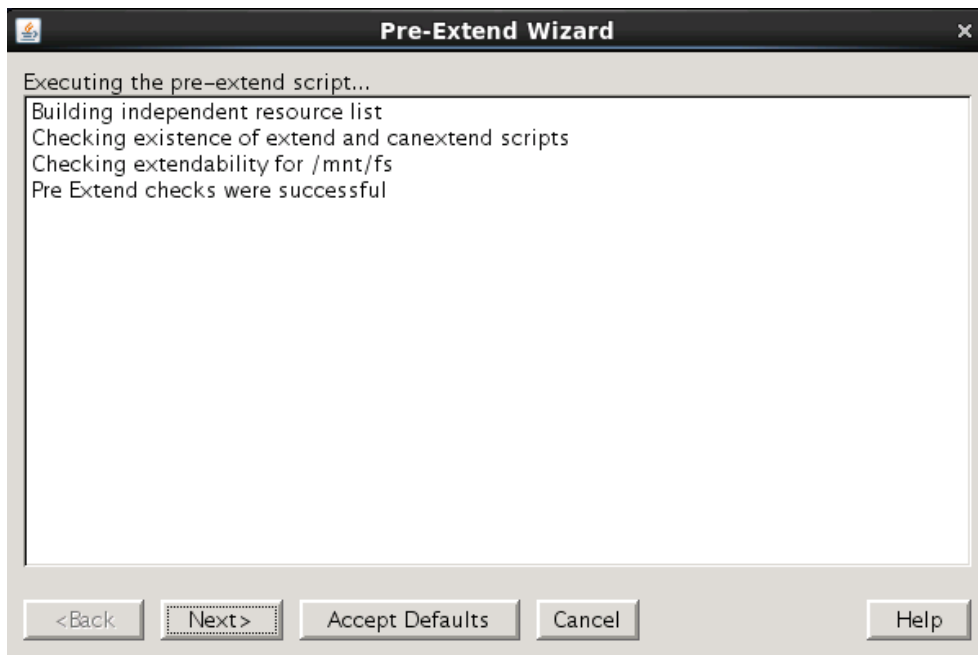 Pre-Extend Wizard
Executing the pre-extend script...
Building independent resource list
Checking existence of extend and canextend scripts
Checking extendability for /mnt/fs
Pre Extend checks were successful
<Back Next> Accept Defaults Cancel Help